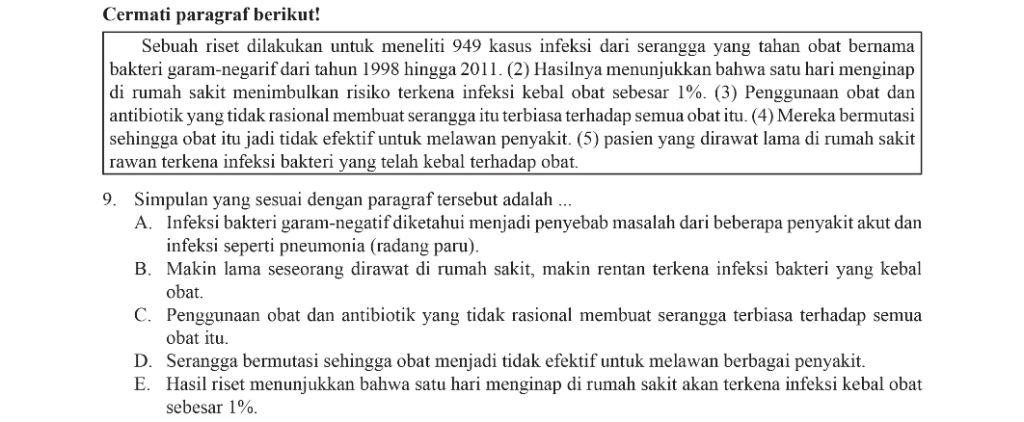 Cermati paragraf berikut!
Sebuah riset dilakukan untuk meneliti 949 kasus infeksi dari serangga yang tahan obat bernama
bakteri garam-negarif dari tahun 1998 hingga 2011. (2) Hasilnya menunjukkan bahwa satu hari menginap
di rumah sakit menimbulkan risiko terkena infeksi kebal obat sebesar 1%. (3) Penggunaan obat dan
antibiotik yang tidak rasional membuat serangga itu terbiasa terhadap semua obat itu. (4) Mereka bermutasi
sehingga obat itu jadi tidak efektif untuk melawan penyakit. (5) pasien yang dirawat lama di rumah sakit
rawan terkena infeksi bakteri yang telah kebal terhadap obat.
9. Simpulan yang sesuai dengan paragraf tersebut adalah ...
A. Infeksi bakteri garam-negatif diketahui menjadi penyebab masalah dari beberapa penyakit akut dan
infeksi seperti pneumonia (radang paru).
B. Makin lama seseorang dirawat di rumah sakit, makin rentan terkena infeksi bakteri yang kebal
obat.
C. Penggunaan obat dan antibiotik yang tidak rasional membuat serangga terbiasa terhadap semua
obat itu.
D. Serangga bermutasi sehingga obat menjadi tidak efektif untuk melawan berbagai penyakit.
E. Hasil riset menunjukkan bahwa satu hari menginap di rumah sakit akan terkena infeksi kebal obat
sebesar 1%.